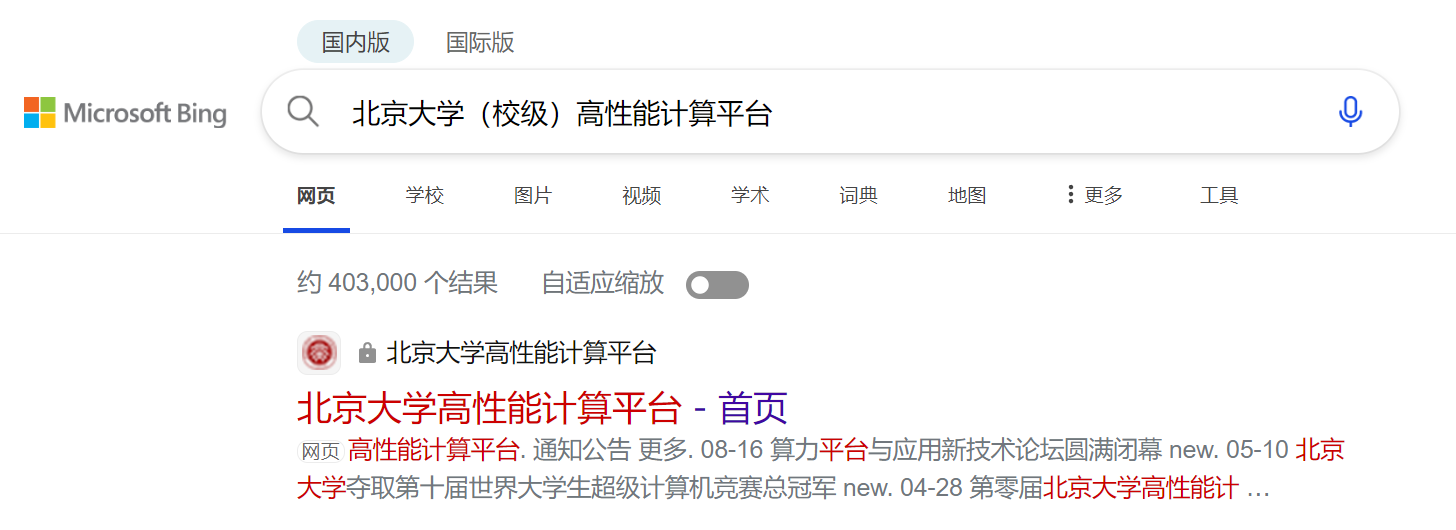 国内版 国际版
Microsoft Bing 北京大学（校级）高性能计算平台
网页 学校 图片 视频 学术 词典 地图 更多 工具
约 403,000 个结果 自适应缩放
北京大学高性能计算平台
北京大学高性能计算平台 - 首页
网页 高性能计算平台. 通知公告 更多. 08-16 算力平台与应用新技术论坛圆满闭幕 new. 05-10 北京
大学夺取第十届世界大学生超级计算机竞赛总冠军 new. 04-28 第零届北京大学高性能计 …